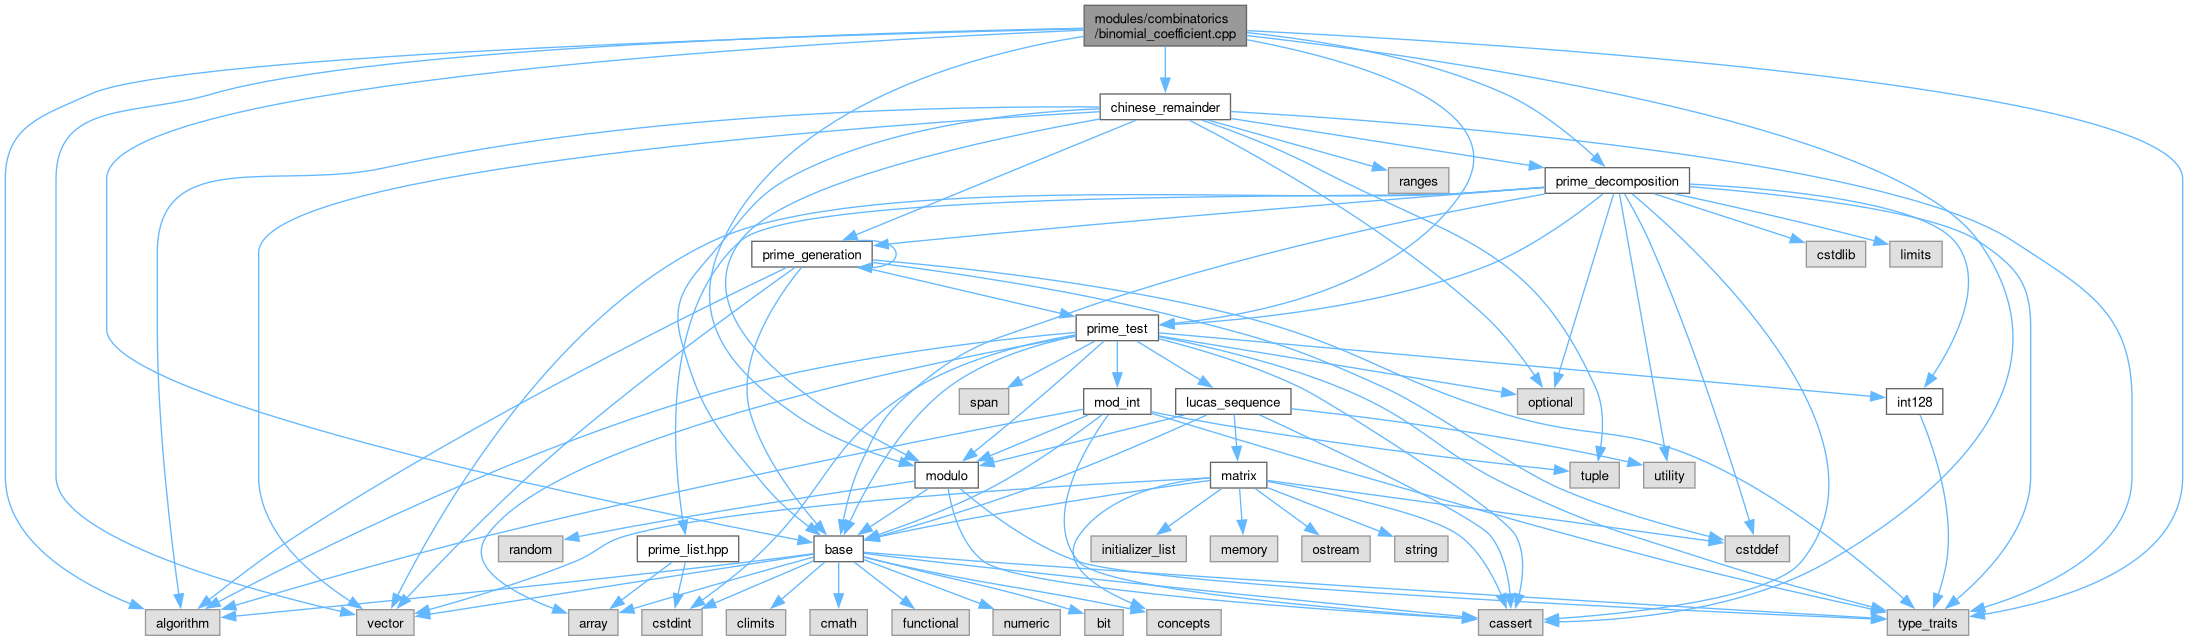 modules/combinatorics
/binomial_coefficient.cpp
chinese_remainder
ranges
prime_decomposition
prime_generation
cstdlib
limits
prime_test
span
mod_int
lucas_sequence
optional
int128
modulo
matrix
tuple
utility
random
prime_list.hpp
base
initializer_list
memory
ostream
string
cstddef
algorithm
vector
array
cstdint
climits
cmath
functional
numeric
bit
concepts
cassert
type_traits